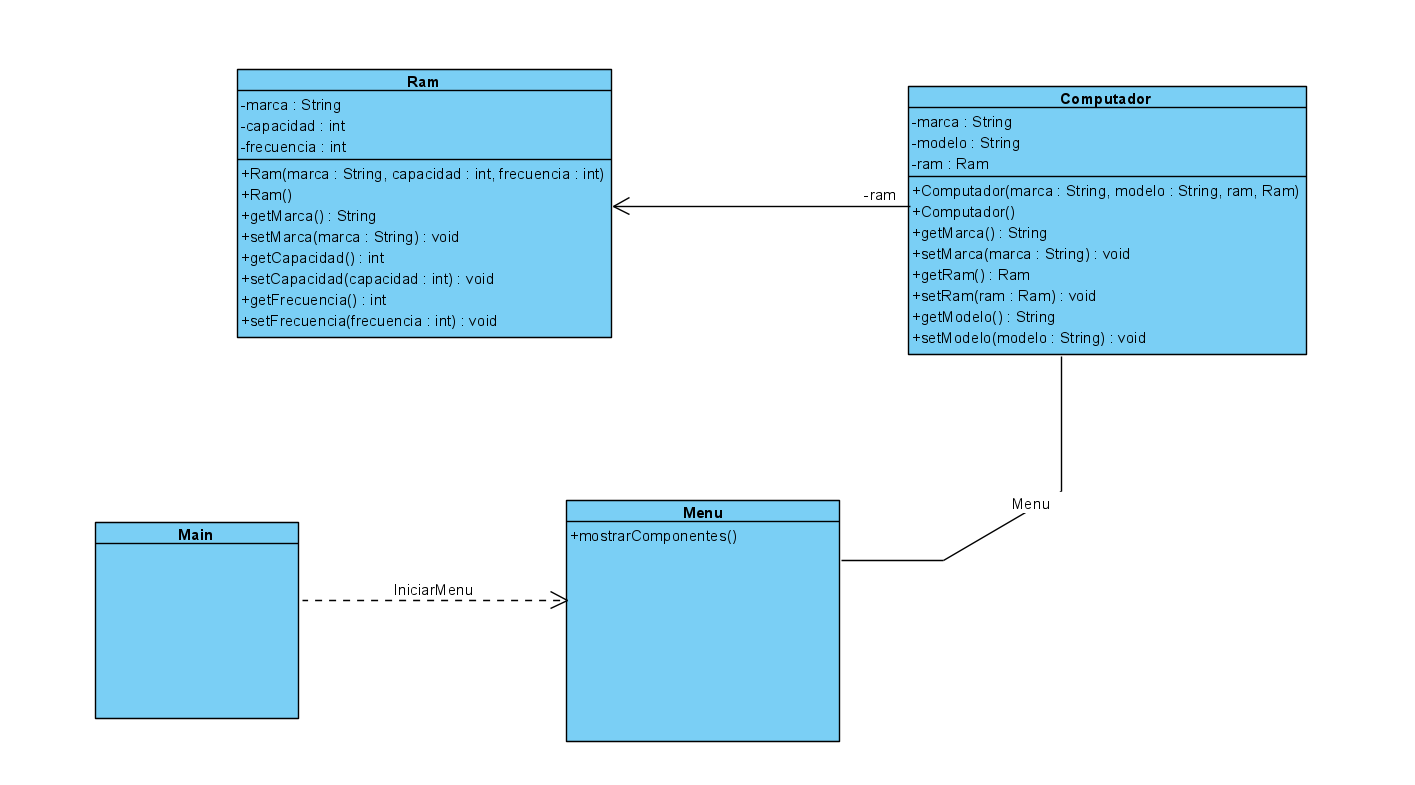 Ram
-marca : String
-capacidad : int
-frecuencia : int
+Ram(marca : String, capacidad : int, frecuencia : int)
+Ram()
+getMarca() : String
+setMarca(marca : String) : void
+getCapacidad() : int
+setCapacidad(capacidad : int) : void
+getFrecuencia() : int
+setFrecuencia(frecuencia : int) : void
-ram
Computador
-marca : String
-modelo : String
-ram : Ram
+Computador(marca : String, modelo : String, ram, Ram)
+Computador()
+getMarca() : String
+setMarca(marca : String) : void
+getRam() : Ram
+setRam(ram : Ram) : void
+getModelo() : String
+setModelo(modelo : String) : void
Menu
Main
IniciarMenu
Menu
+mostrarComponentes()